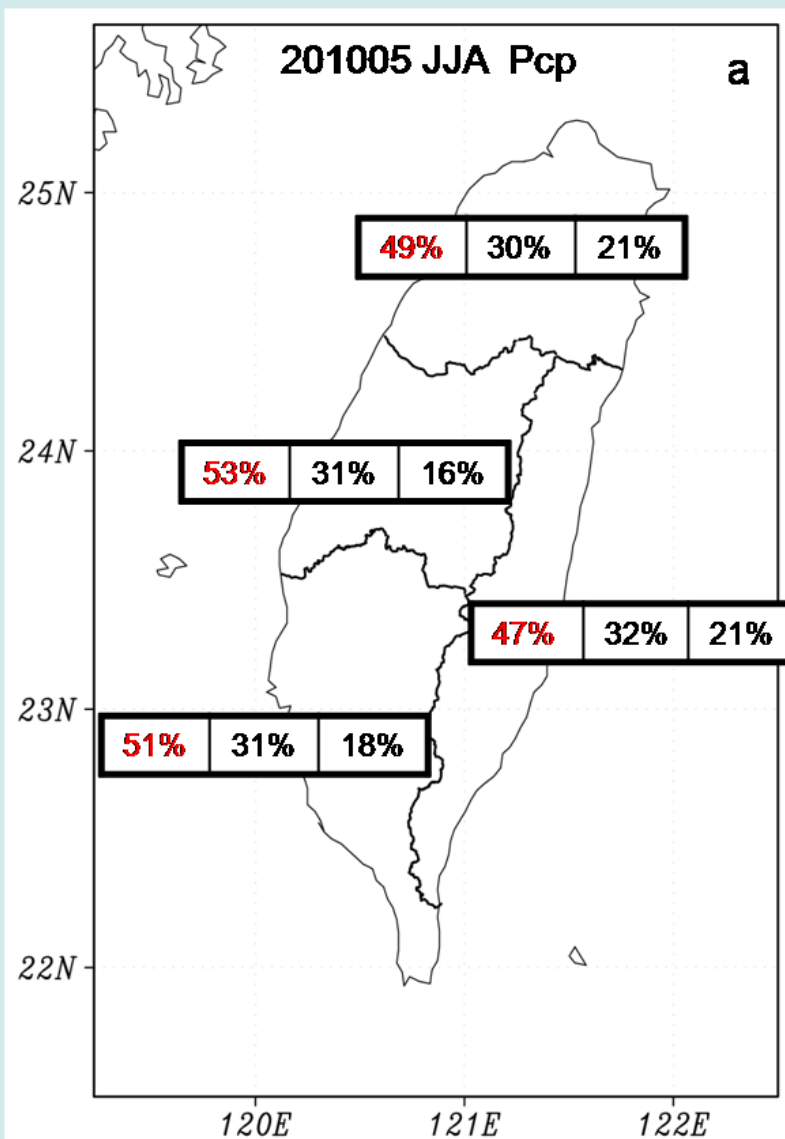 201005 JJA Pcp
a
25N
49% 30% 21%
24N
53% 31% 16%
47% 32% 21%
23N
51% 31% 18%
22N
120E 121E 122E